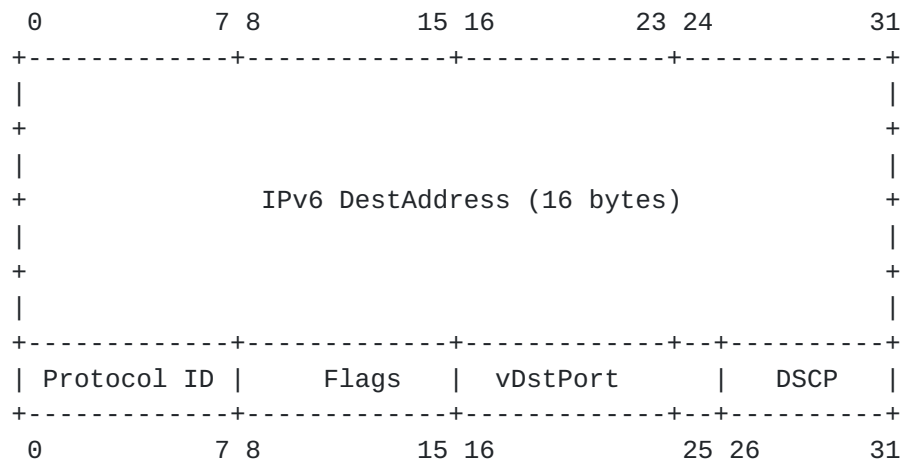 0             7 8            15 16           23 24           31
+-------------+-------------+-------------+-------------+
|                                                       |
+                                                       +
|                                                       |
+               IPv6 DestAddress (16 bytes)             +
|                                                       |
+                                                       +
|                                                       |
+-------------+-------------+-------------+--+----------+
| Protocol ID |     Flags   |  vDstPort      |   DSCP   |
+-------------+-------------+-------------+--+----------+
0             7 8            15 16              25 26        31